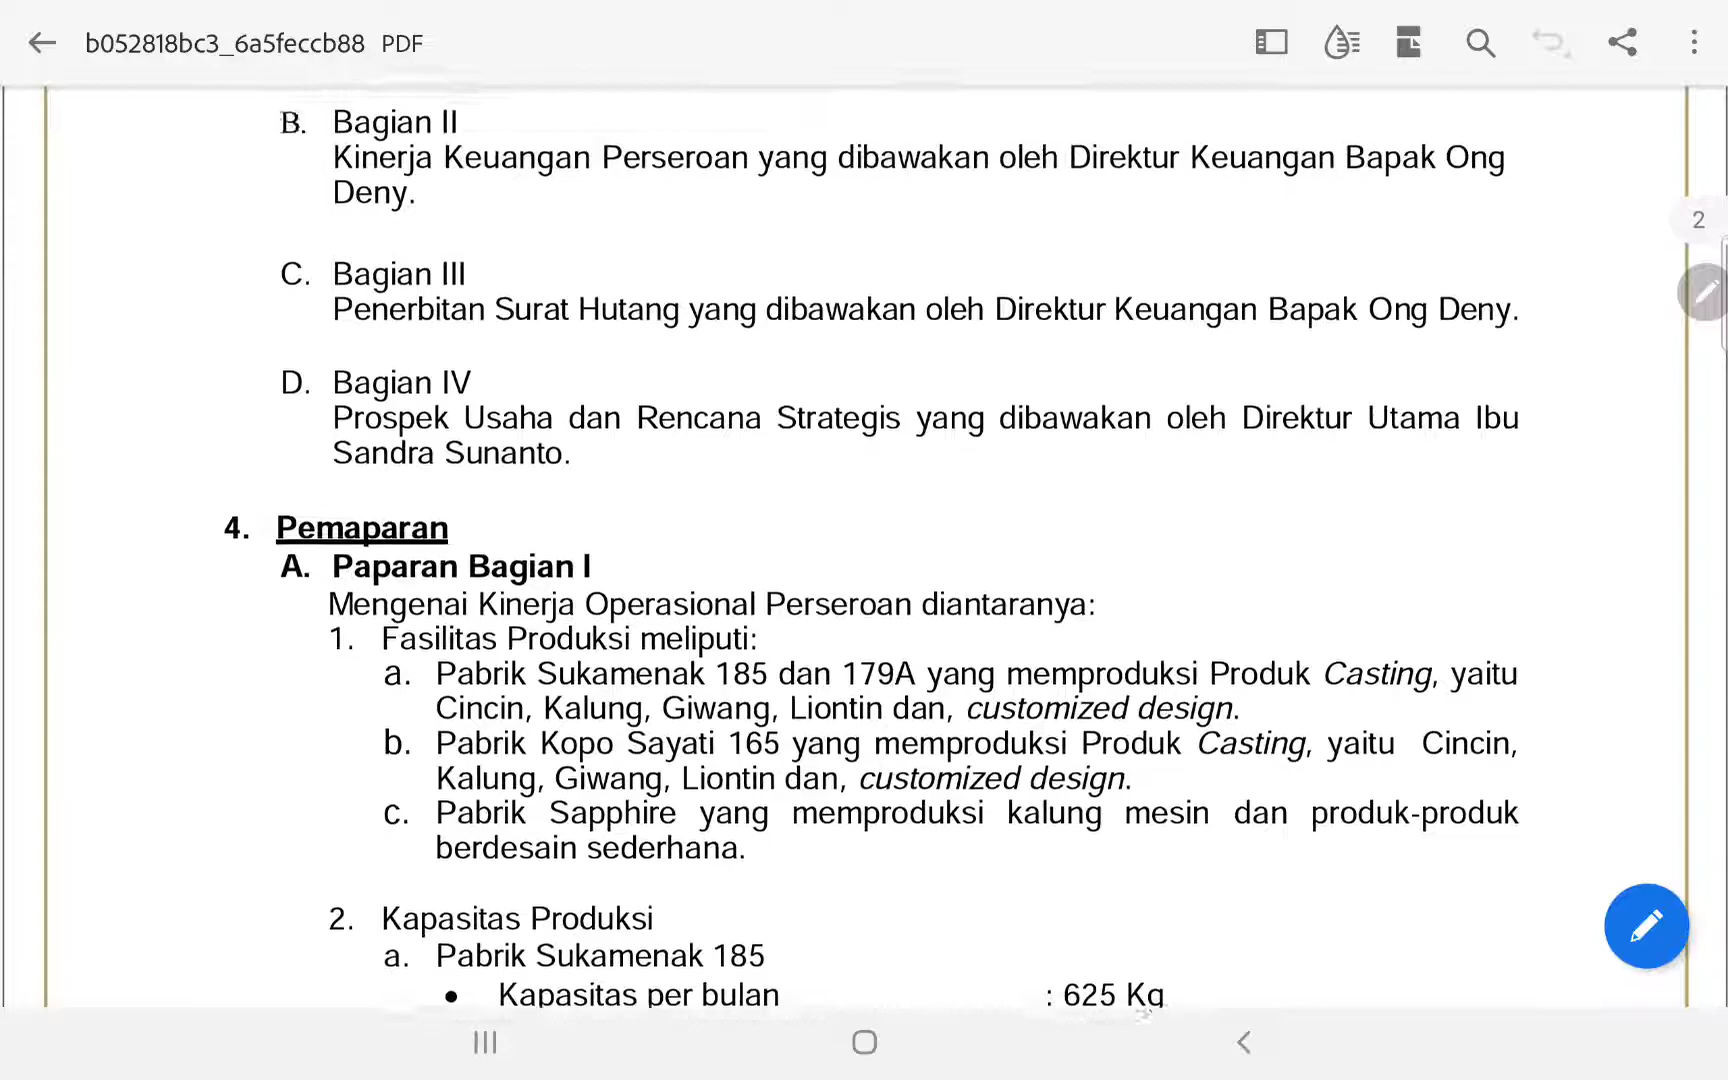 b052818bc3_6a5feccb88 PDF
B. Bagian II
Kinerja Keuangan Perseroan yang dibawakan oleh Direktur Keuangan Bapak Ong
Deny.
2
C. Bagian III
Penerbitan Surat Hutang yang dibawakan oleh Direktur Keuangan Bapak Ong Deny.
D. Bagian IV
Prospek Usaha dan Rencana Strategis yang dibawakan oleh Direktur Utama Ibu
Sandra Sunanto.
4. Pemaparan
A. Paparan Bagian I
Mengenai Kinerja Operasional Perseroan diantaranya:
1. Fasilitas Produksi meliputi:
a. Pabrik Sukamenak 185 dan 179A yang memproduksi Produk Casting, yaitu
Cincin, Kalung, Giwang, Liontin dan, customized design.
b. Pabrik Kopo Sayati 165 yang memproduksi Produk Casting, yaitu Cincin,
Kalung, Giwang, Liontin dan, customized design.
c. Pabrik Sapphire yang memproduksi kalung mesin dan produk-produk
berdesain sederhana.
2. Kapasitas Produksi
a. Pabrik Sukamenak 185
• Kapasitas per bulan : 625 Kg